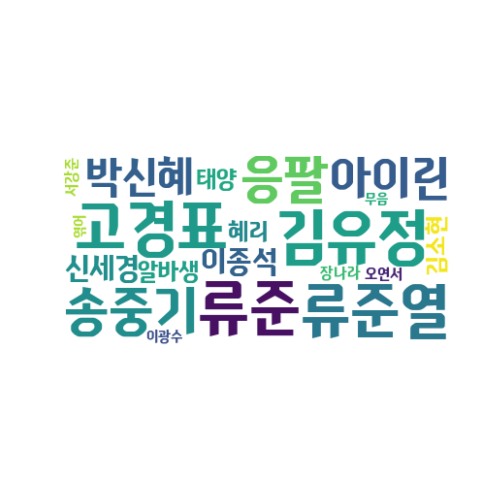 서강준
박신혜
태양
응팔
아이린
무음
엮어
고경표
혜리
김유정
김소현
신세경
알바생
이종석
장나라
오연서
송중기
류준
류준열
이광수